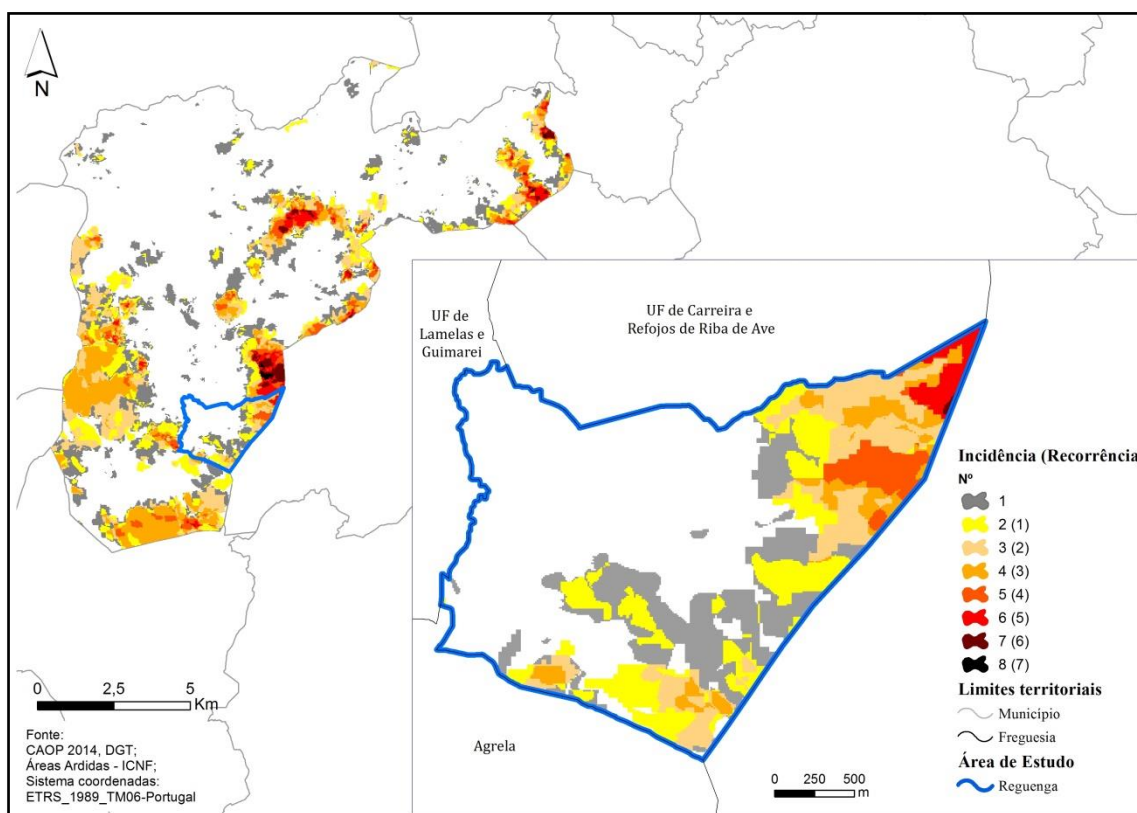 N
UF de
Lamelas e
Guimarei
UF de Carreira e
Refojos de Riba de Ave
Agrela
Incidência (Recorrência
Nº
1
2 (1)
3 (2)
4 (3)
5 (4)
6 (5)
7 (6)
8 (7)
Limites territoriais
Município
Freguesia
Área de Estudo
Reguenga
0 2,5 5
Km
Fonte:
CAOP 2014, DGT;
Áreas Ardidas - ICNF;
Sistema coordenadas:
ETRS_1989_TM06-Portugal
0 250 500
m